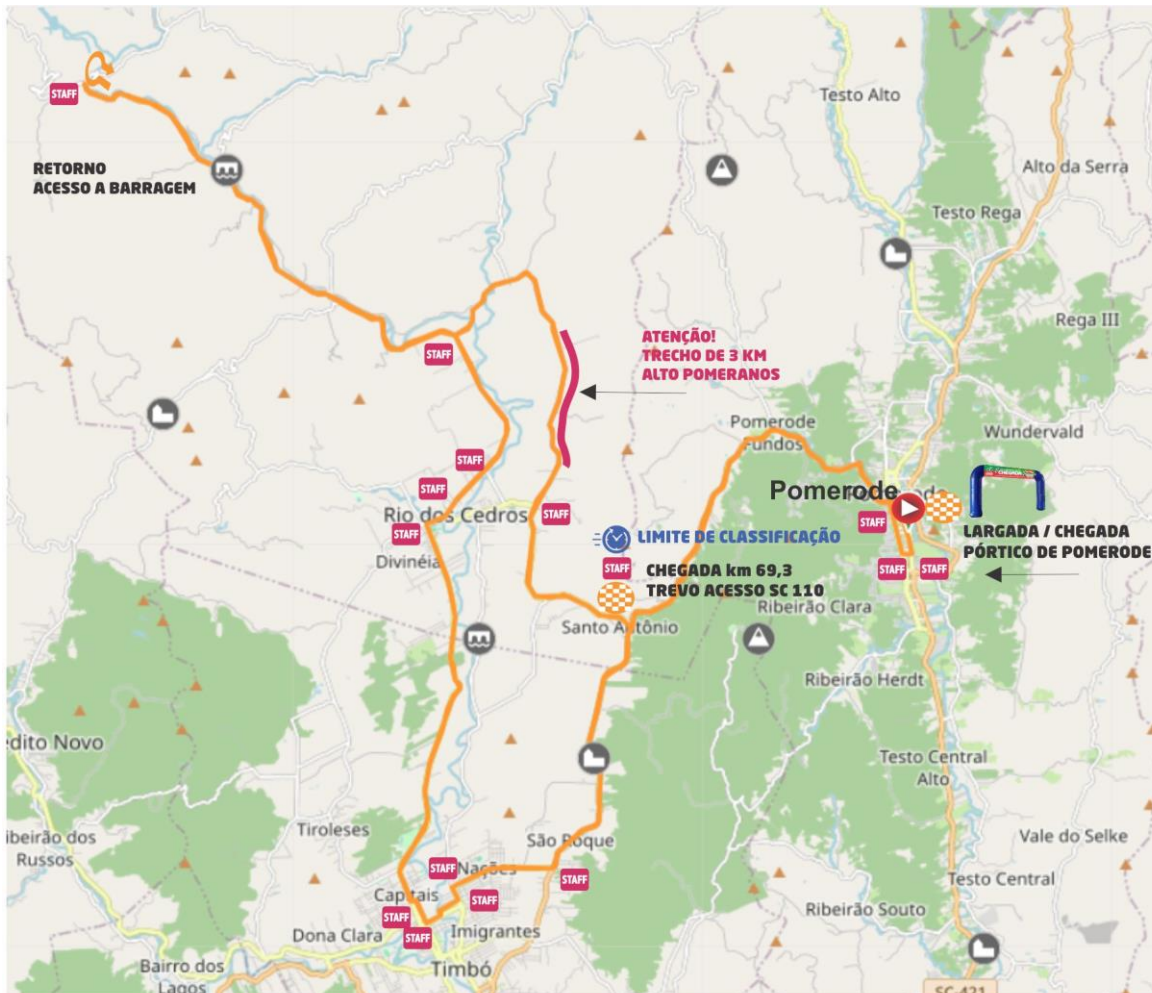 STAFF
Testo Alto
RETORNO
ACESSO A BARRAGEM
Alto da Serra
Testo Rega
Rega III
ATENÇÃO!
TRECHO DE 3 KM
ALTO POMERANOS
STAFF
Pomerode
Fundos
Wundervald
STAFF
STAFF
Pomerode
CHEGADA
Rio dos Cedros
STAFF
STAFF
STAFF
LARGADA / CHEGADA
PÓRTICO DE POMERODE
LIMITE DE CLASSIFICAÇÃO
Divinéia
STAFF
STAFF
STAFF
CHEGADA km 69,3
TREVO ACESSO SC 110
Ribeirão Clara
Santo Antônio
Ribeirão Herdt
edito Novo
Testo Central
Alto
Tiroleses
São Roque
Vale do Selke
ibeirão dos
Russos
STAFF
Nações
STAFF
Testo Central
Capitais
STAFF
STAFF
Ribeirão Souto
Dona Clara
STAFF
Imigrantes
Bairro dos
Lagos
Timbó
SC-421